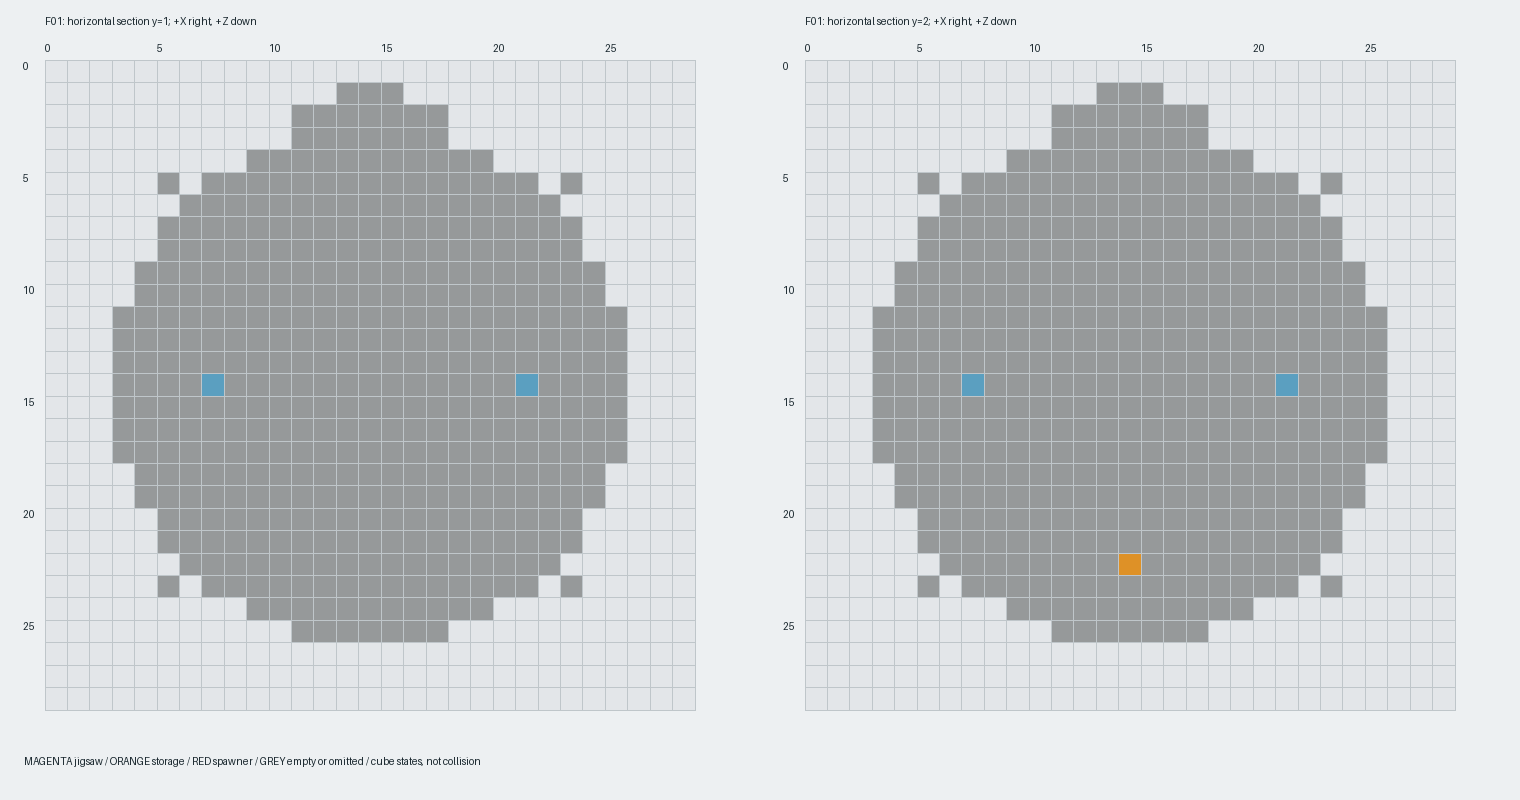 F01: horizontal section y=1; +X right, +Z down
0 5 10 15 20 25
0
5
10
15
20
25
F01: horizontal section y=2; +X right, +Z down
0 5 10 15 20 25
0
5
10
15
20
25
MAGENTA jigsaw / ORANGE storage / RED spawner / GREY empty or omitted / cube states, not collision